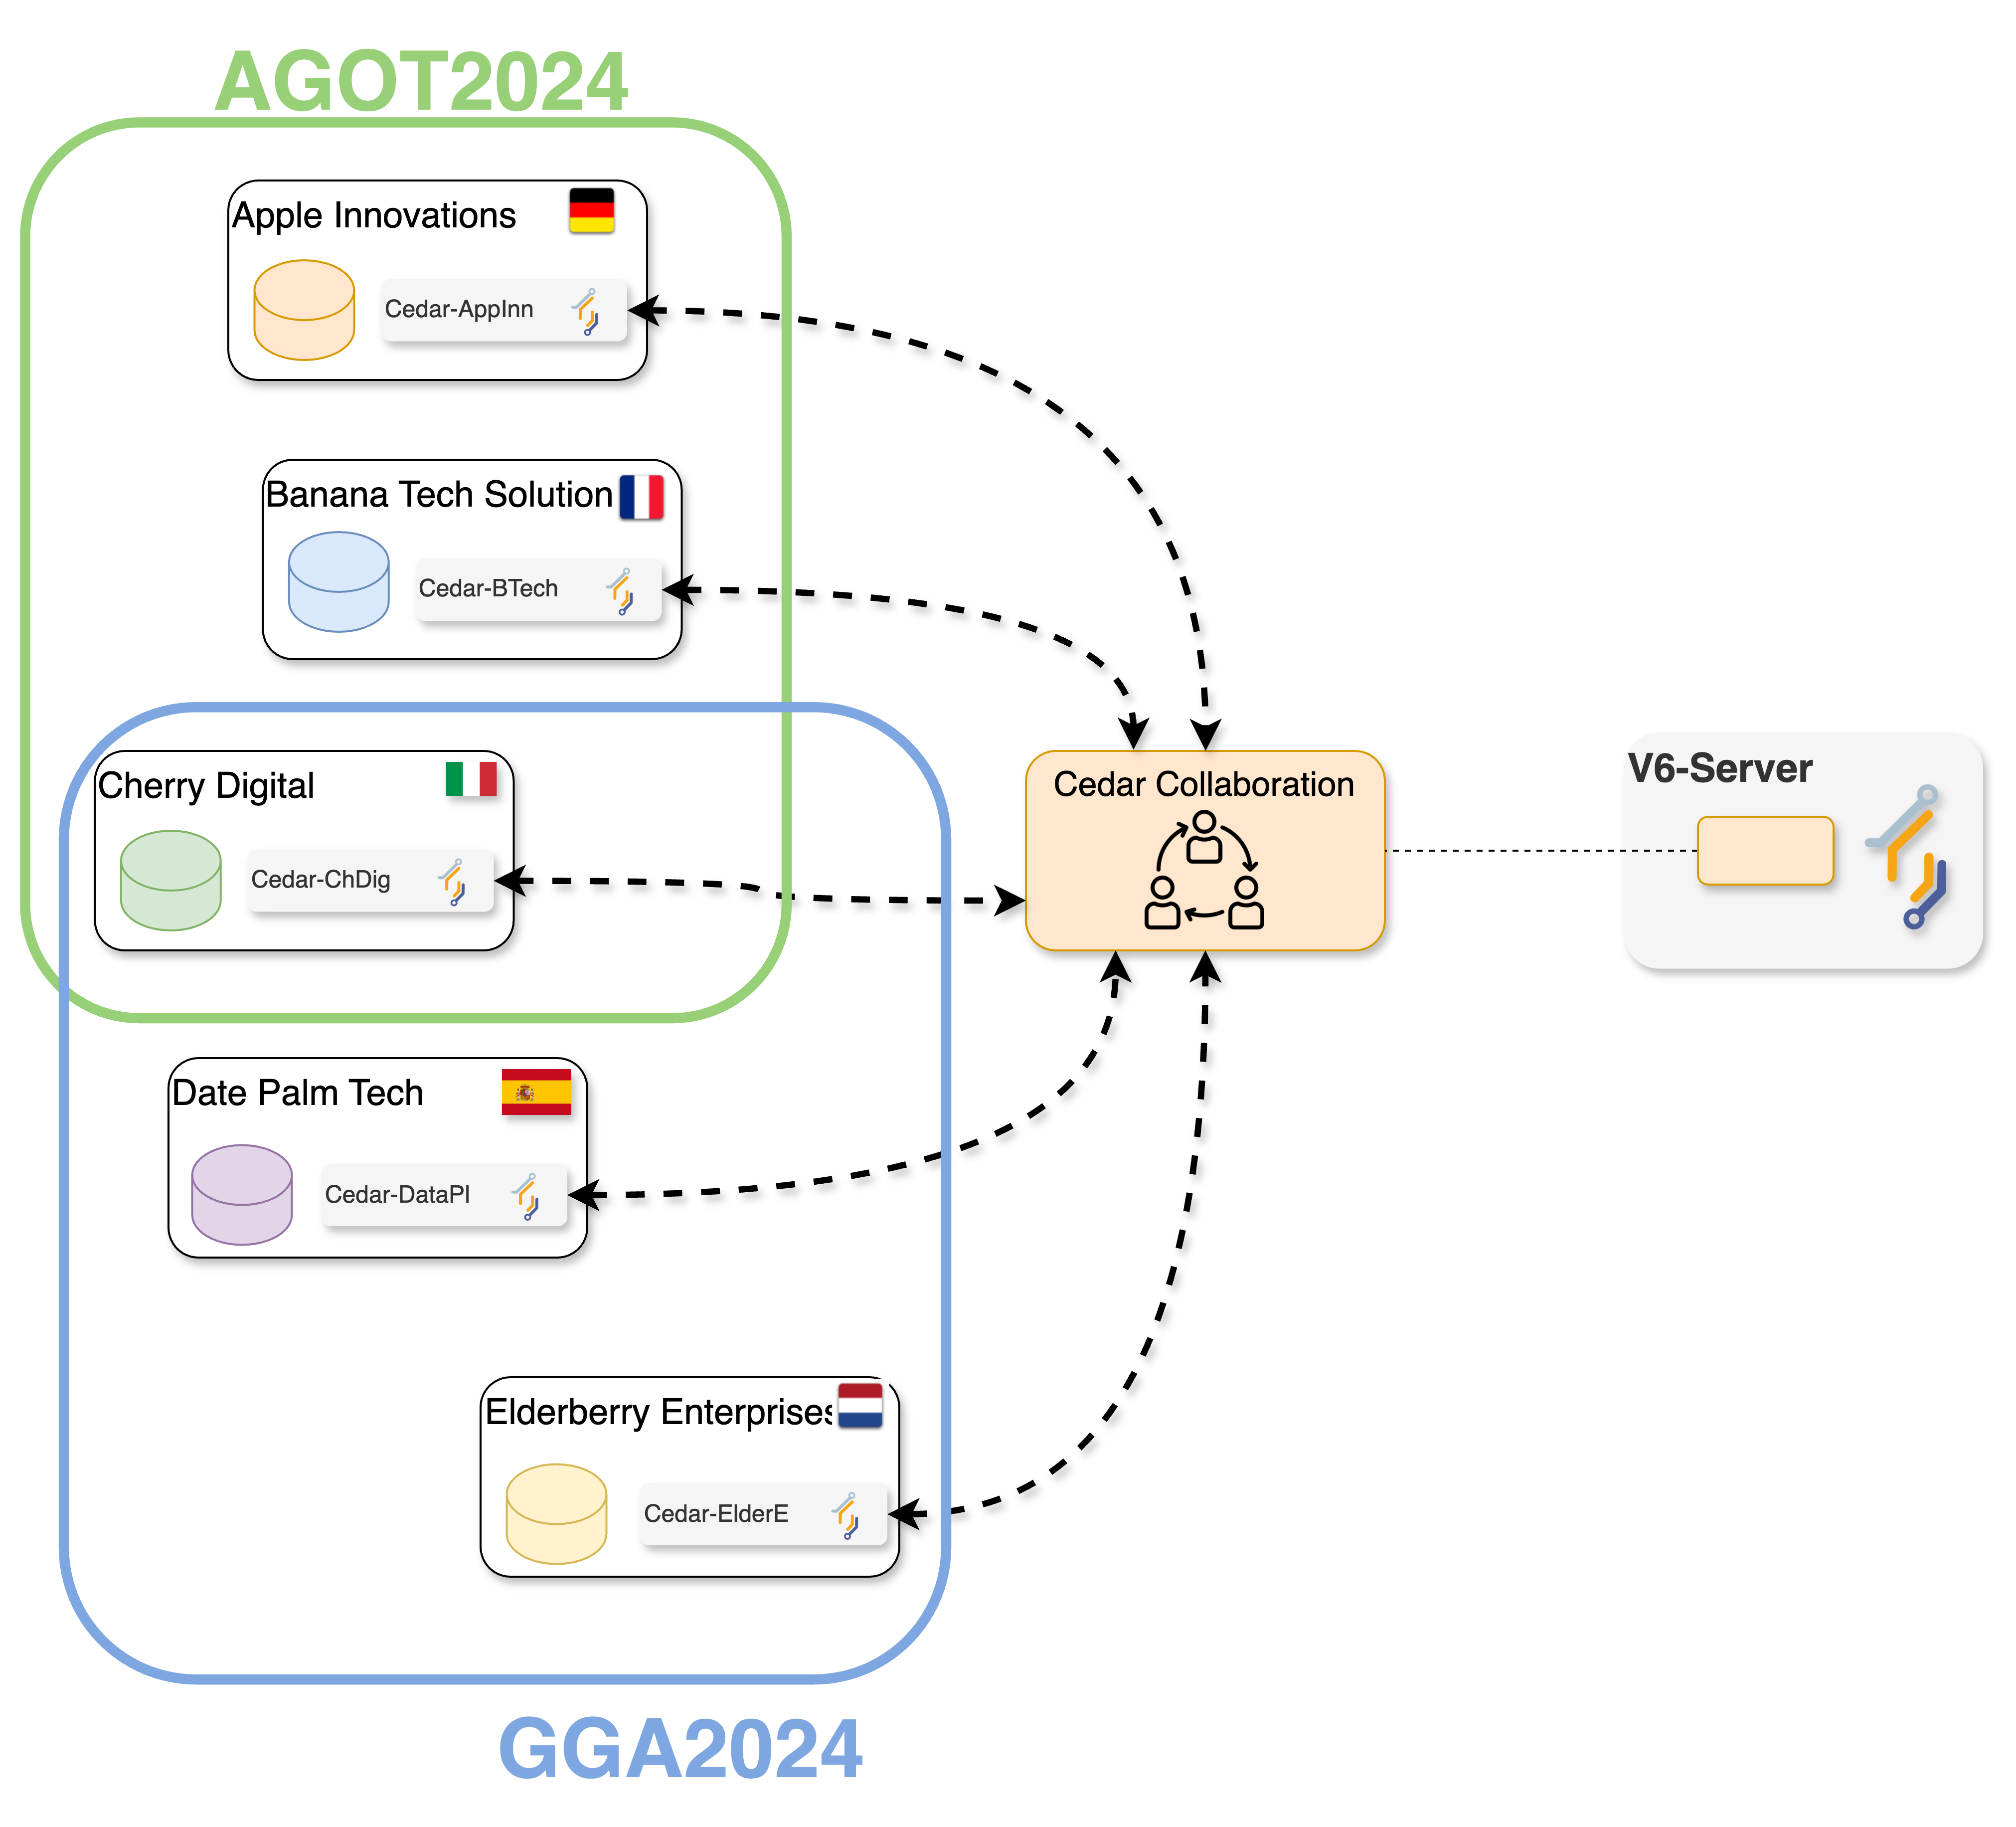 AGOT2024
Apple Innovations
Cedar-AppInn
Banana Tech Solution
Cedar-BTech
Cherry Digital
Cedar-ChDig
Cedar Collaboration
V6-Server
Date Palm Tech
Cedar-DataPl
Elderberry Enterprises
Cedar-ElderE
GGA2024